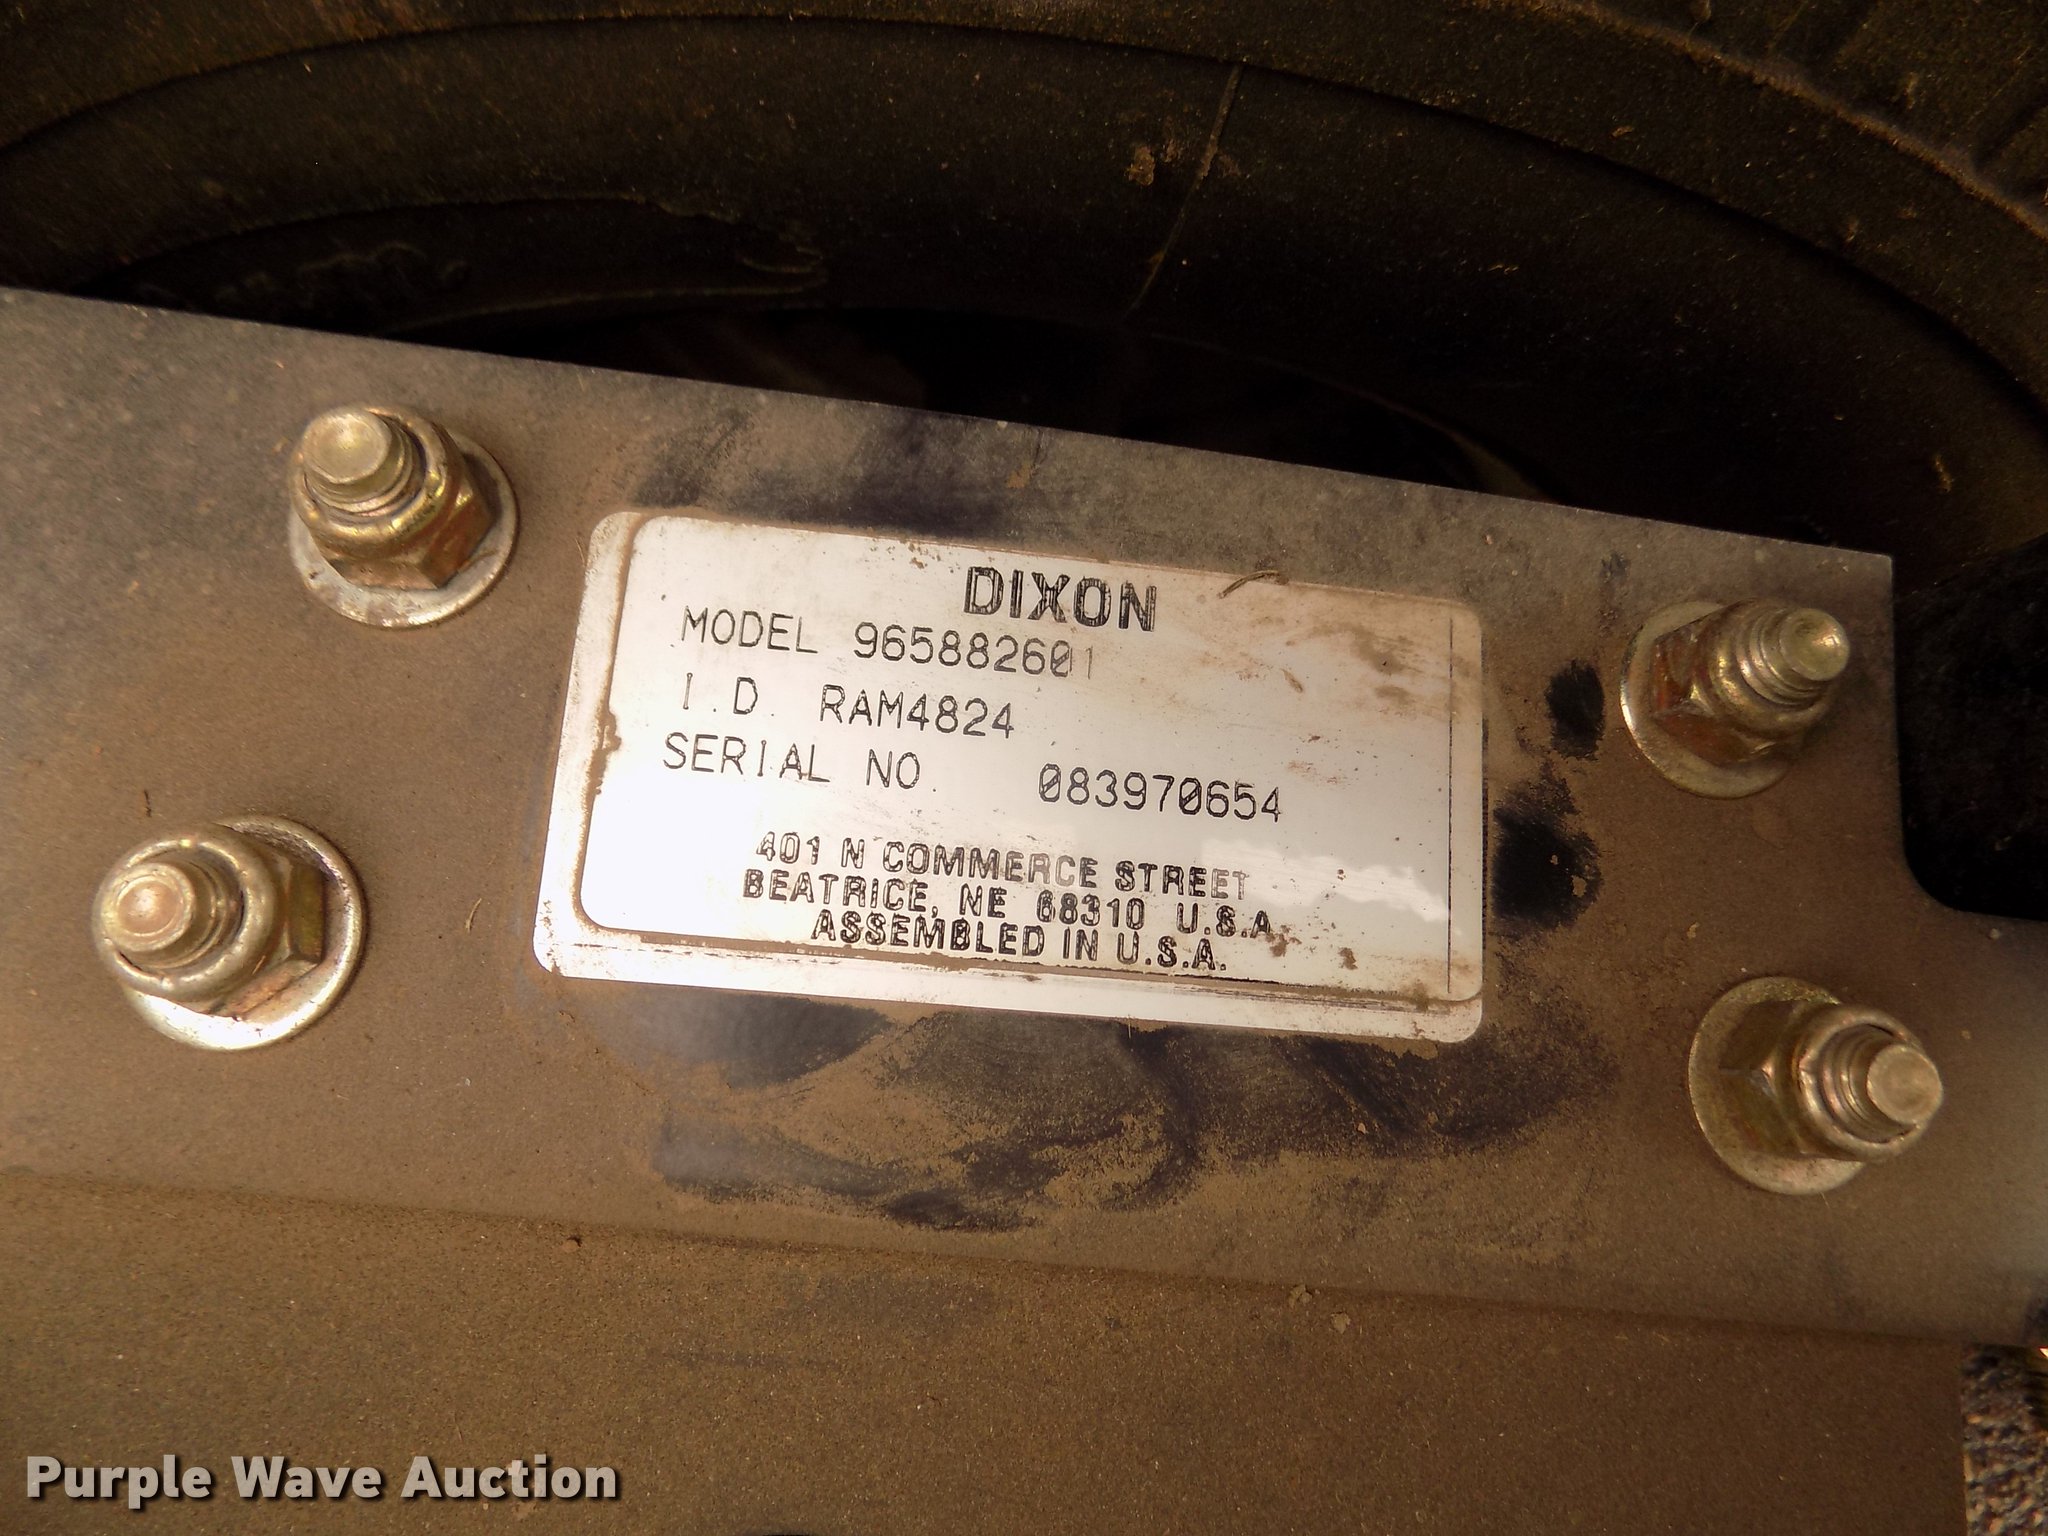 DIXON
MODEL 965882601
I.D. RAM4824
SERIAL NO. 083970654
401 N COMMERCE STREET
BEATRICE, NE 68310 U.S.A
ASSEMBLED IN U.S.A.
Purple Wave Auction